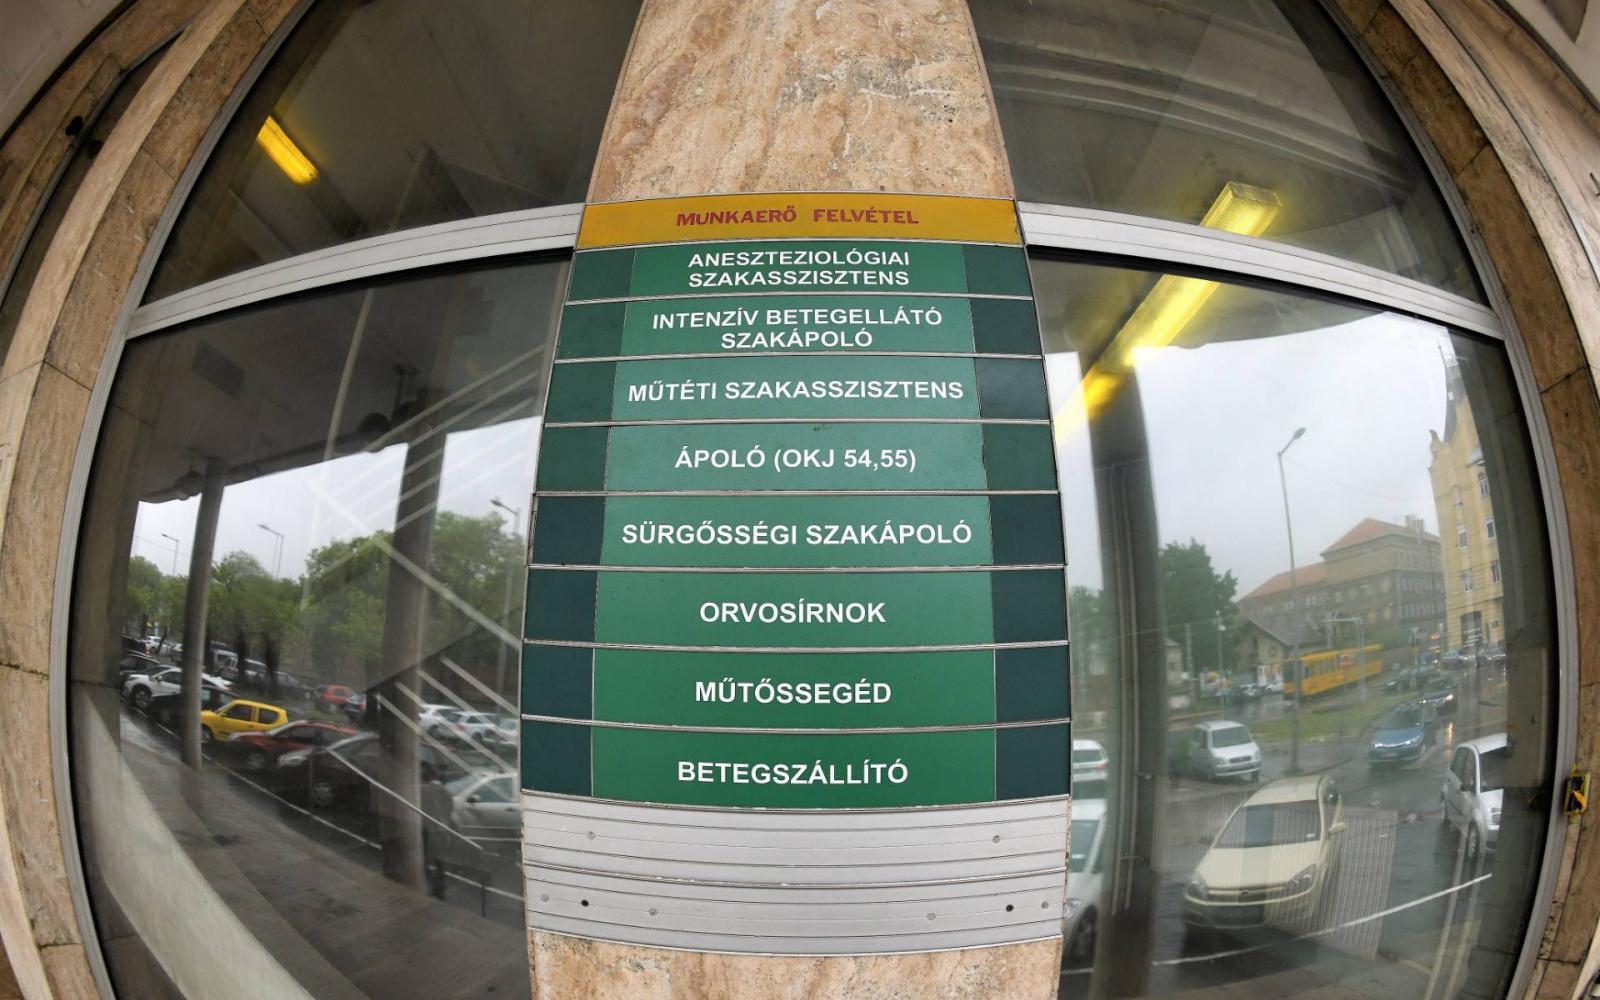 MUNKAERŐ FELVÉTEL
ANESZTEZIOLÓGIAI
SZAKASSZISZTENS
INTENZÍV BETEGELLÁTÓ
SZAKÁPOLÓ
MŰTÉTI SZAKASSZISZTENS
ÁPOLÓ (OKJ 54,55)
SÜRGŐSSÉGI SZAKÁPOLÓ
ORVOSÍRNOK
MŰTŐSSEGÉD
BETEGSZÁLLÍTÓ